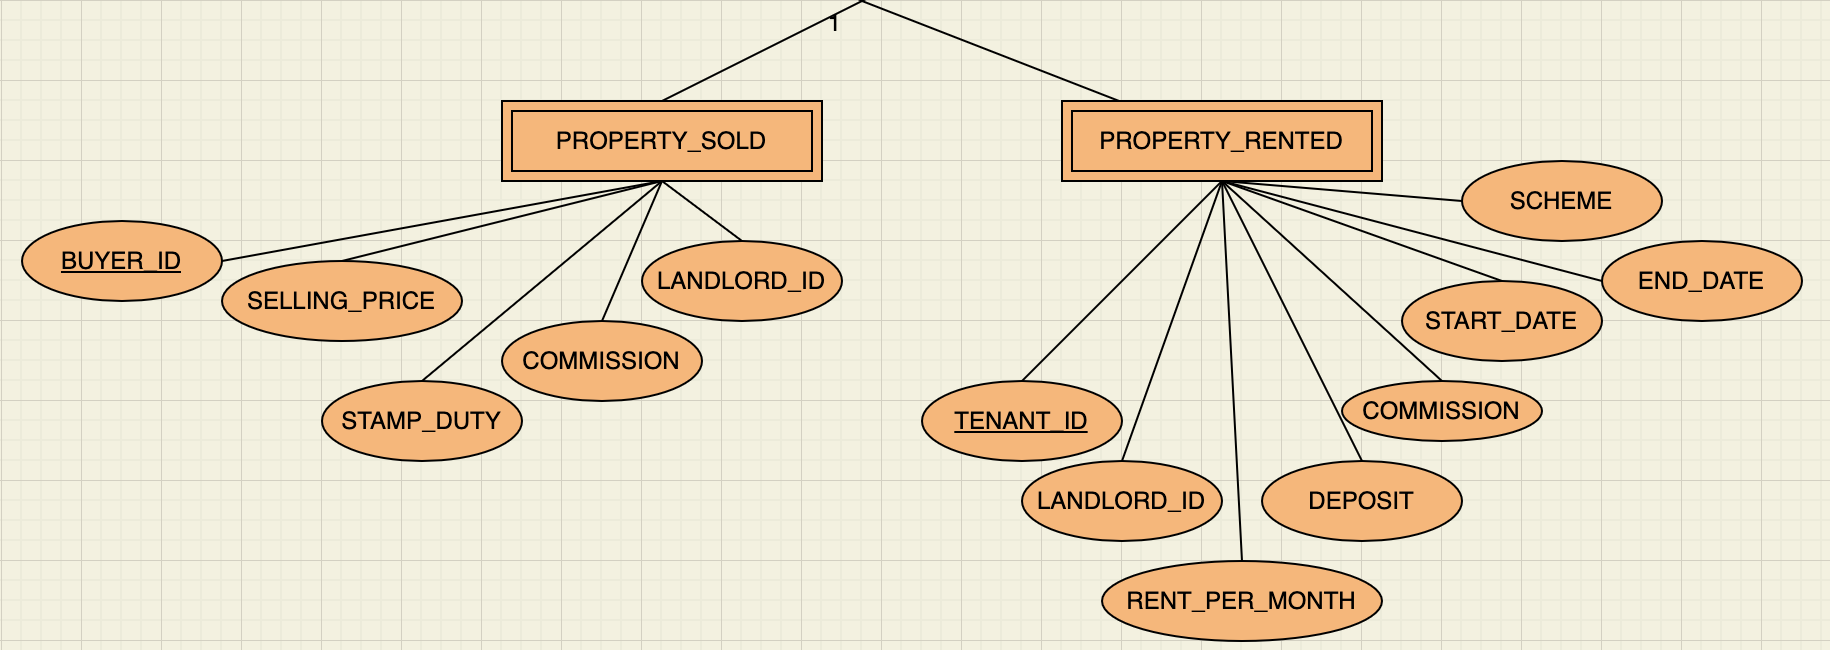 1
PROPERTY_SOLD
PROPERTY_RENTED
SCHEME
BUYER_ID
SELLING_PRICE
LANDLORD_ID
END_DATE
START_DATE
STAMP_DUTY
COMMISSION
TENANT_ID
COMMISSION
LANDLORD_ID
DEPOSIT
RENT_PER_MONTH